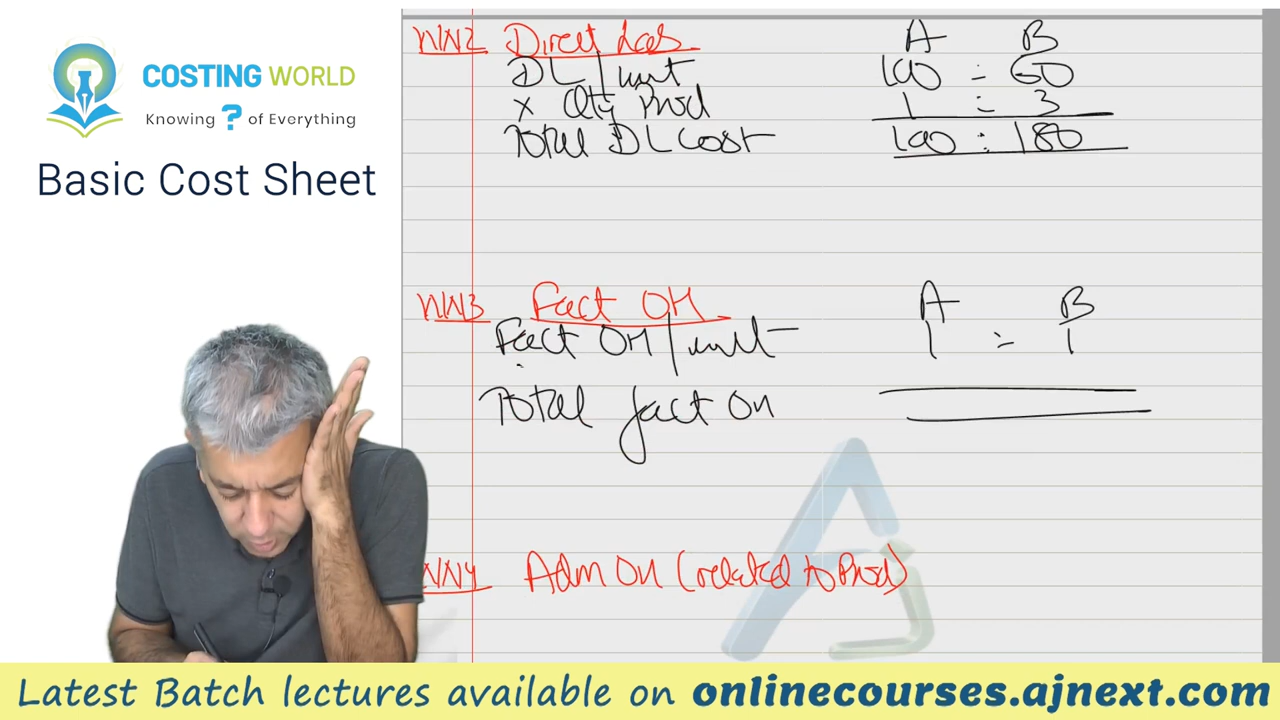 COSTING WORLD
Knowing ? of Everything
Basic Cost Sheet
WN2 Direct Lab A B
DL/unit 100 : 60
x Qty Prod 1 : 3
Total DL Cost 100 : 180
WN3 Fact OH A B
Fact OH/unit 1 : 1
Total fact OH
WN4 Adm OH (related to Prod)
Latest Batch lectures available on onlinecourses.ajnext.com